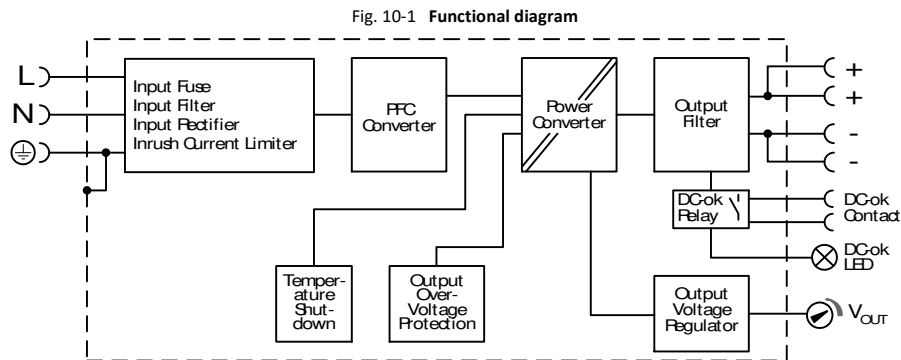 Fig. 10-1 Functional diagram
L
N
Input Fuse
Input Filter
Input Rectifier
Inrush Current Limiter
PFC
Converter
Power
Converter
Output
Filter
+
+
-
-
DC-ok
Relay
DC-ok
Contact
DC-ok
LED
Temper-
ature
Shut-
down
Output
Over-
Voltage
Protection
Output
Voltage
Regulator
VOUT